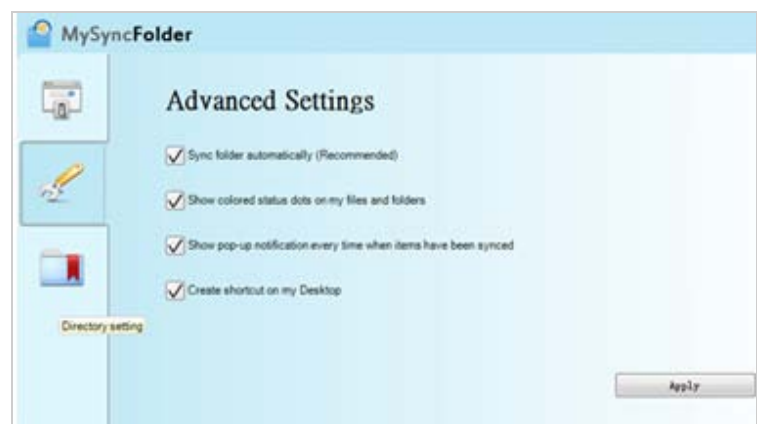 MySyncFolder
Advanced Settings
Sync folder automatically (Recommended)
Show colored status dots on my files and folders
Show pop-up notification every time when items have been synced
Create shortcut on my Desktop
Directory setting
Apply